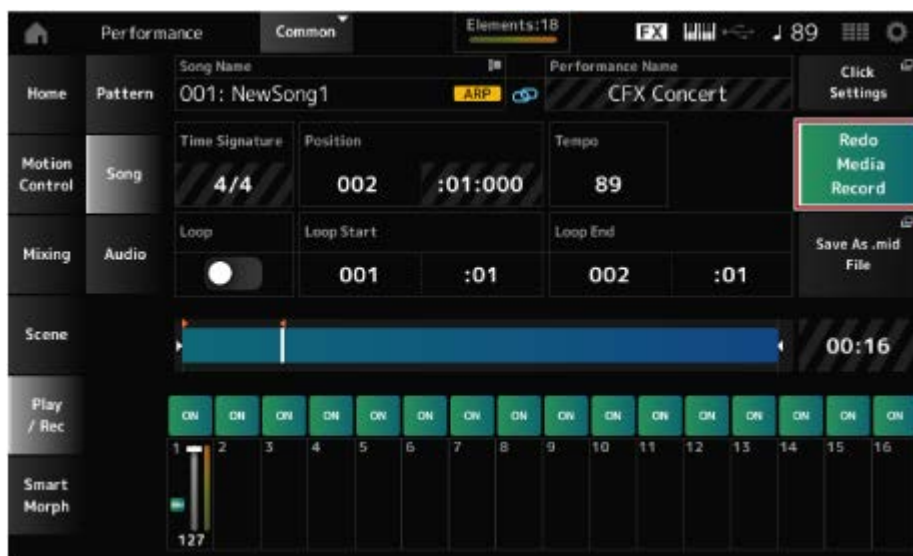 Performance
Common
Elements:18
FX
89
Home
Pattern
Song Name
001: NewSong1
ARP
Performance Name
CFX Concert
Click
Settings
Motion
Control
Song
Time Signature
4/4
Position
002
:01:000
Tempo
89
Redo
Media
Record
Mixing
Audio
Loop
Loop Start
001
:01
Loop End
002
:01
Save As .mid
File
Scene
00:16
Play
/ Rec
ON ON ON ON ON ON ON ON ON ON ON ON ON ON ON ON
1 2 3 4 5 6 7 8 9 10 11 12 13 14 15 16
Smart
Morph
127